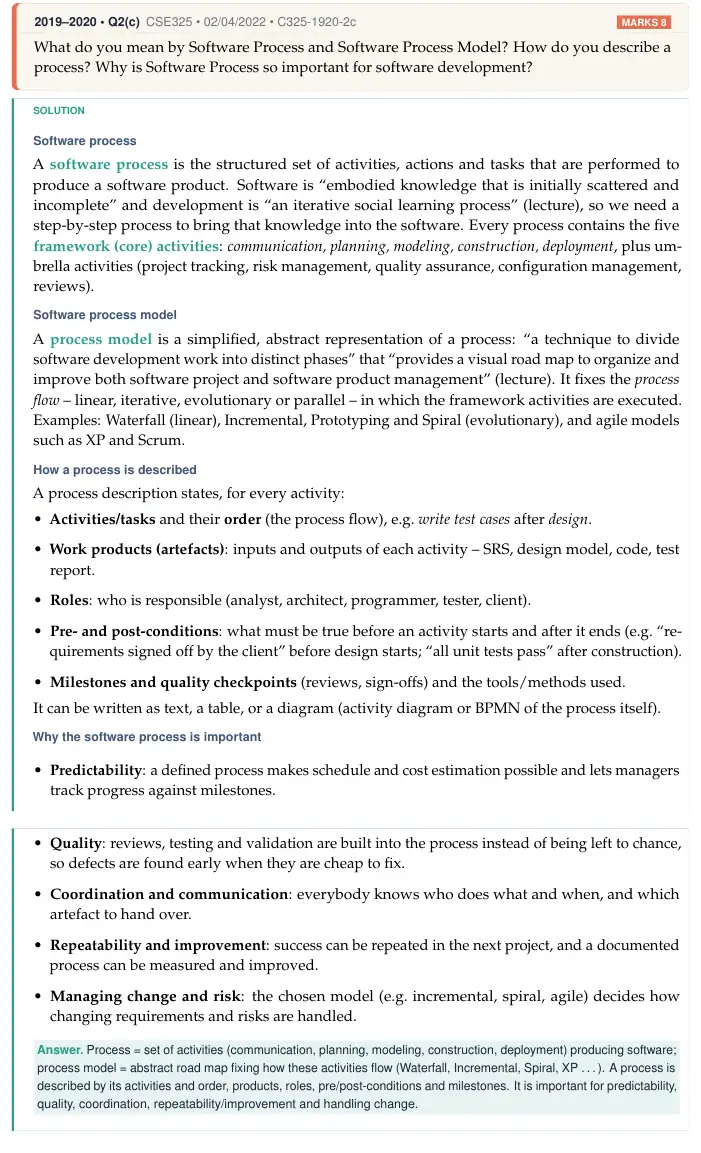 2019–2020 • Q2(c) CSE325 • 02/04/2022 • C325-1920-2c MARKS 8
What do you mean by Software Process and Software Process Model? How do you describe a
process? Why is Software Process so important for software development?
SOLUTION
Software process
A software process is the structured set of activities, actions and tasks that are performed to
produce a software product. Software is “embodied knowledge that is initially scattered and
incomplete” and development is “an iterative social learning process” (lecture), so we need a
step-by-step process to bring that knowledge into the software. Every process contains the five
framework (core) activities: communication, planning, modeling, construction, deployment, plus um-
brella activities (project tracking, risk management, quality assurance, configuration management,
reviews).
Software process model
A process model is a simplified, abstract representation of a process: “a technique to divide
software development work into distinct phases” that “provides a visual road map to organize and
improve both software project and software product management” (lecture). It fixes the process
flow – linear, iterative, evolutionary or parallel – in which the framework activities are executed.
Examples: Waterfall (linear), Incremental, Prototyping and Spiral (evolutionary), and agile models
such as XP and Scrum.
How a process is described
A process description states, for every activity:
• Activities/tasks and their order (the process flow), e.g. write test cases after design.
• Work products (artefacts): inputs and outputs of each activity – SRS, design model, code, test
report.
• Roles: who is responsible (analyst, architect, programmer, tester, client).
• Pre- and post-conditions: what must be true before an activity starts and after it ends (e.g. “re-
quirements signed off by the client” before design starts; “all unit tests pass” after construction).
• Milestones and quality checkpoints (reviews, sign-offs) and the tools/methods used.
It can be written as text, a table, or a diagram (activity diagram or BPMN of the process itself).
Why the software process is important
• Predictability: a defined process makes schedule and cost estimation possible and lets managers
track progress against milestones.
• Quality: reviews, testing and validation are built into the process instead of being left to chance,
so defects are found early when they are cheap to fix.
• Coordination and communication: everybody knows who does what and when, and which
artefact to hand over.
• Repeatability and improvement: success can be repeated in the next project, and a documented
process can be measured and improved.
• Managing change and risk: the chosen model (e.g. incremental, spiral, agile) decides how
changing requirements and risks are handled.
Answer. Process = set of activities (communication, planning, modeling, construction, deployment) producing software;
process model = abstract road map fixing how these activities flow (Waterfall, Incremental, Spiral, XP . . . ). A process is
described by its activities and order, products, roles, pre/post-conditions and milestones. It is important for predictability,
quality, coordination, repeatability/improvement and handling change.